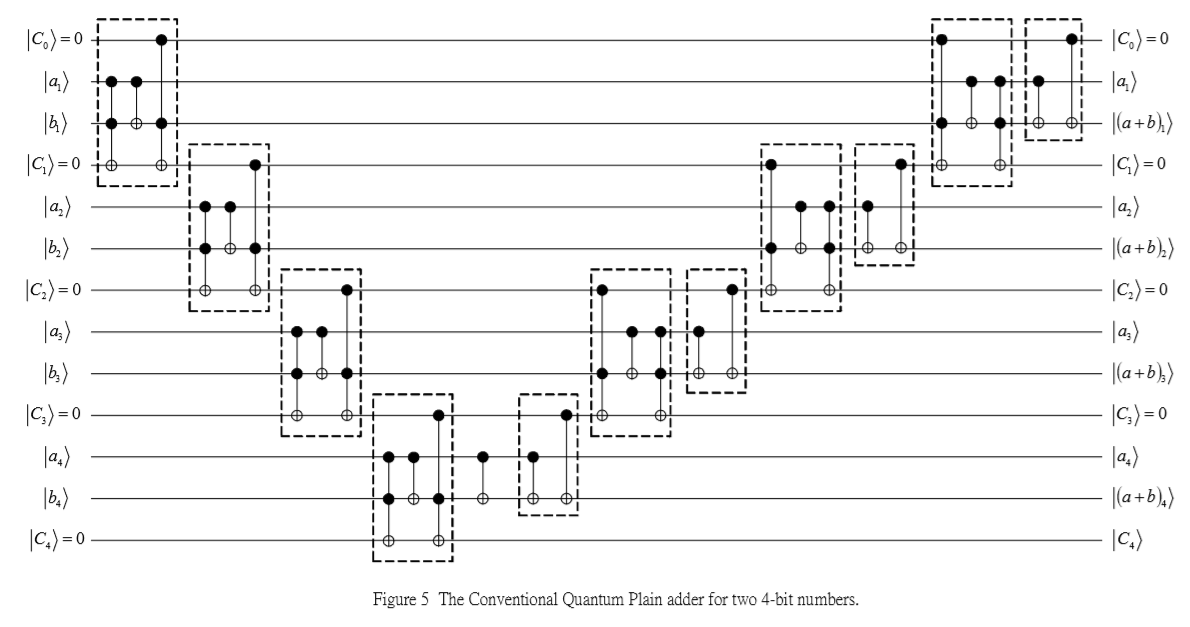 |C₀⟩ = 0 |C₀⟩ = 0
|a₁⟩ |a₁⟩
|b₁⟩ |(a+b)₁⟩
|C₁⟩ = 0 |C₁⟩ = 0
|a₂⟩ |a₂⟩
|b₂⟩ |(a+b)₂⟩
|C₂⟩ = 0 |C₂⟩ = 0
|a₃⟩ |a₃⟩
|b₃⟩ |(a+b)₃⟩
|C₃⟩ = 0 |C₃⟩ = 0
|a₄⟩ |a₄⟩
|b₄⟩ |(a+b)₄⟩
|C₄⟩ = 0 |C₄⟩
Figure 5 The Conventional Quantum Plain adder for two 4-bit numbers.